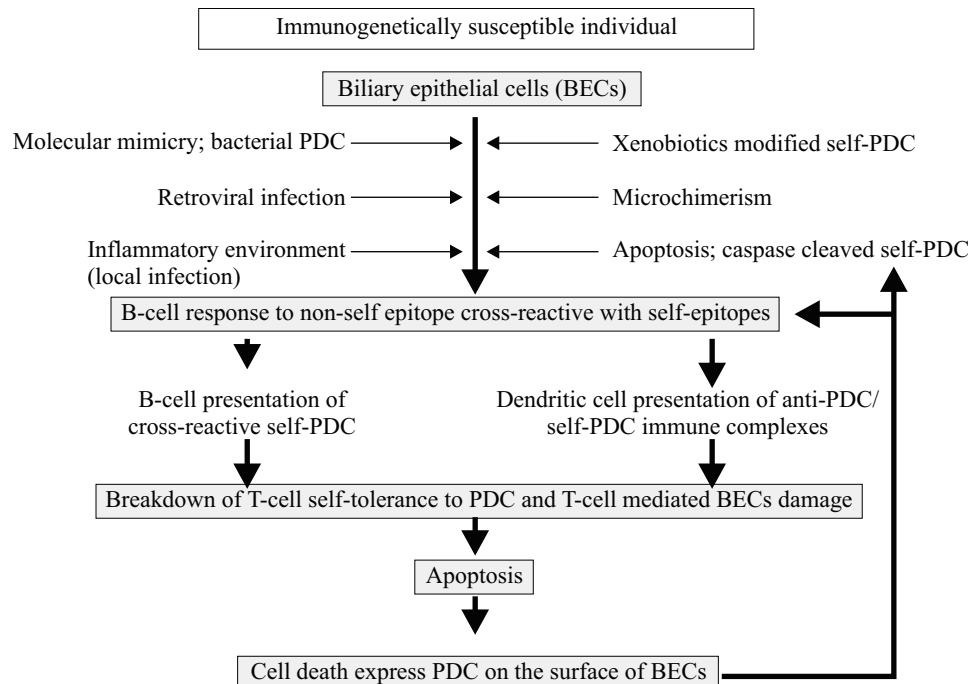 Immunogenetically susceptible individual
Biliary epithelial cells (BECs)
Molecular mimicry; bacterial PDC
Xenobiotics modified self-PDC
Retroviral infection
Microchimerism
Inflammatory environment
(local infection)
Apoptosis; caspase cleaved self-PDC
B-cell response to non-self epitope cross-reactive with self-epitopes
B-cell presentation of
cross-reactive self-PDC
Dendritic cell presentation of anti-PDC/
self-PDC immune complexes
Breakdown of T-cell self-tolerance to PDC and T-cell mediated BECs damage
Apoptosis
Cell death express PDC on the surface of BECs